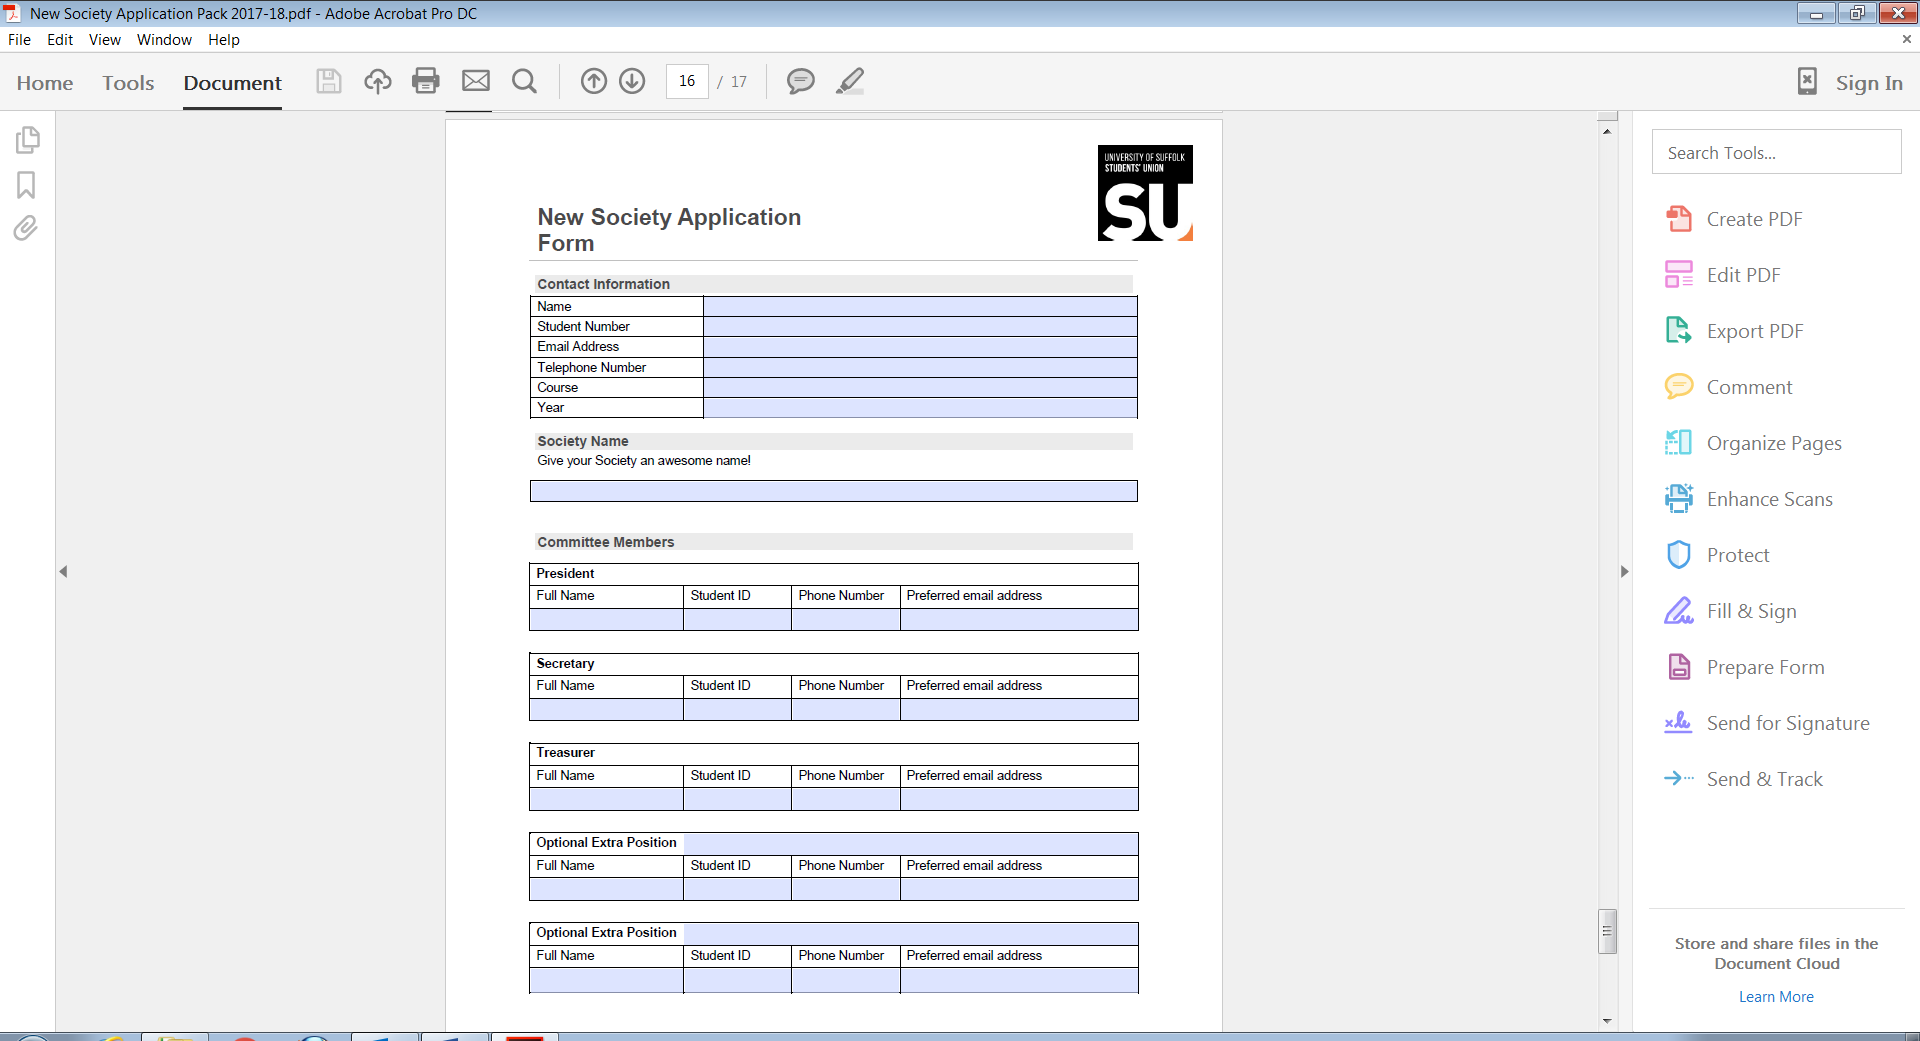 New Society Application Pack 2017-18.pdf - Adobe Acrobat Pro DC
File Edit View Window Help
Home Tools Document 16 / 17 Sign In
UNIVERSITY OF SUFFOLK
STUDENTS' UNION
SU
New Society Application
Form
Contact Information
Name
Student Number
Email Address
Telephone Number
Course
Year
Society Name
Give your Society an awesome name!
Committee Members
President
Full Name Student ID Phone Number Preferred email address
Secretary
Full Name Student ID Phone Number Preferred email address
Treasurer
Full Name Student ID Phone Number Preferred email address
Optional Extra Position
Full Name Student ID Phone Number Preferred email address
Optional Extra Position
Full Name Student ID Phone Number Preferred email address
Search Tools...
Create PDF
Edit PDF
Export PDF
Comment
Organize Pages
Enhance Scans
Protect
Fill & Sign
Prepare Form
Send for Signature
Send & Track
Store and share files in the
Document Cloud
Learn More